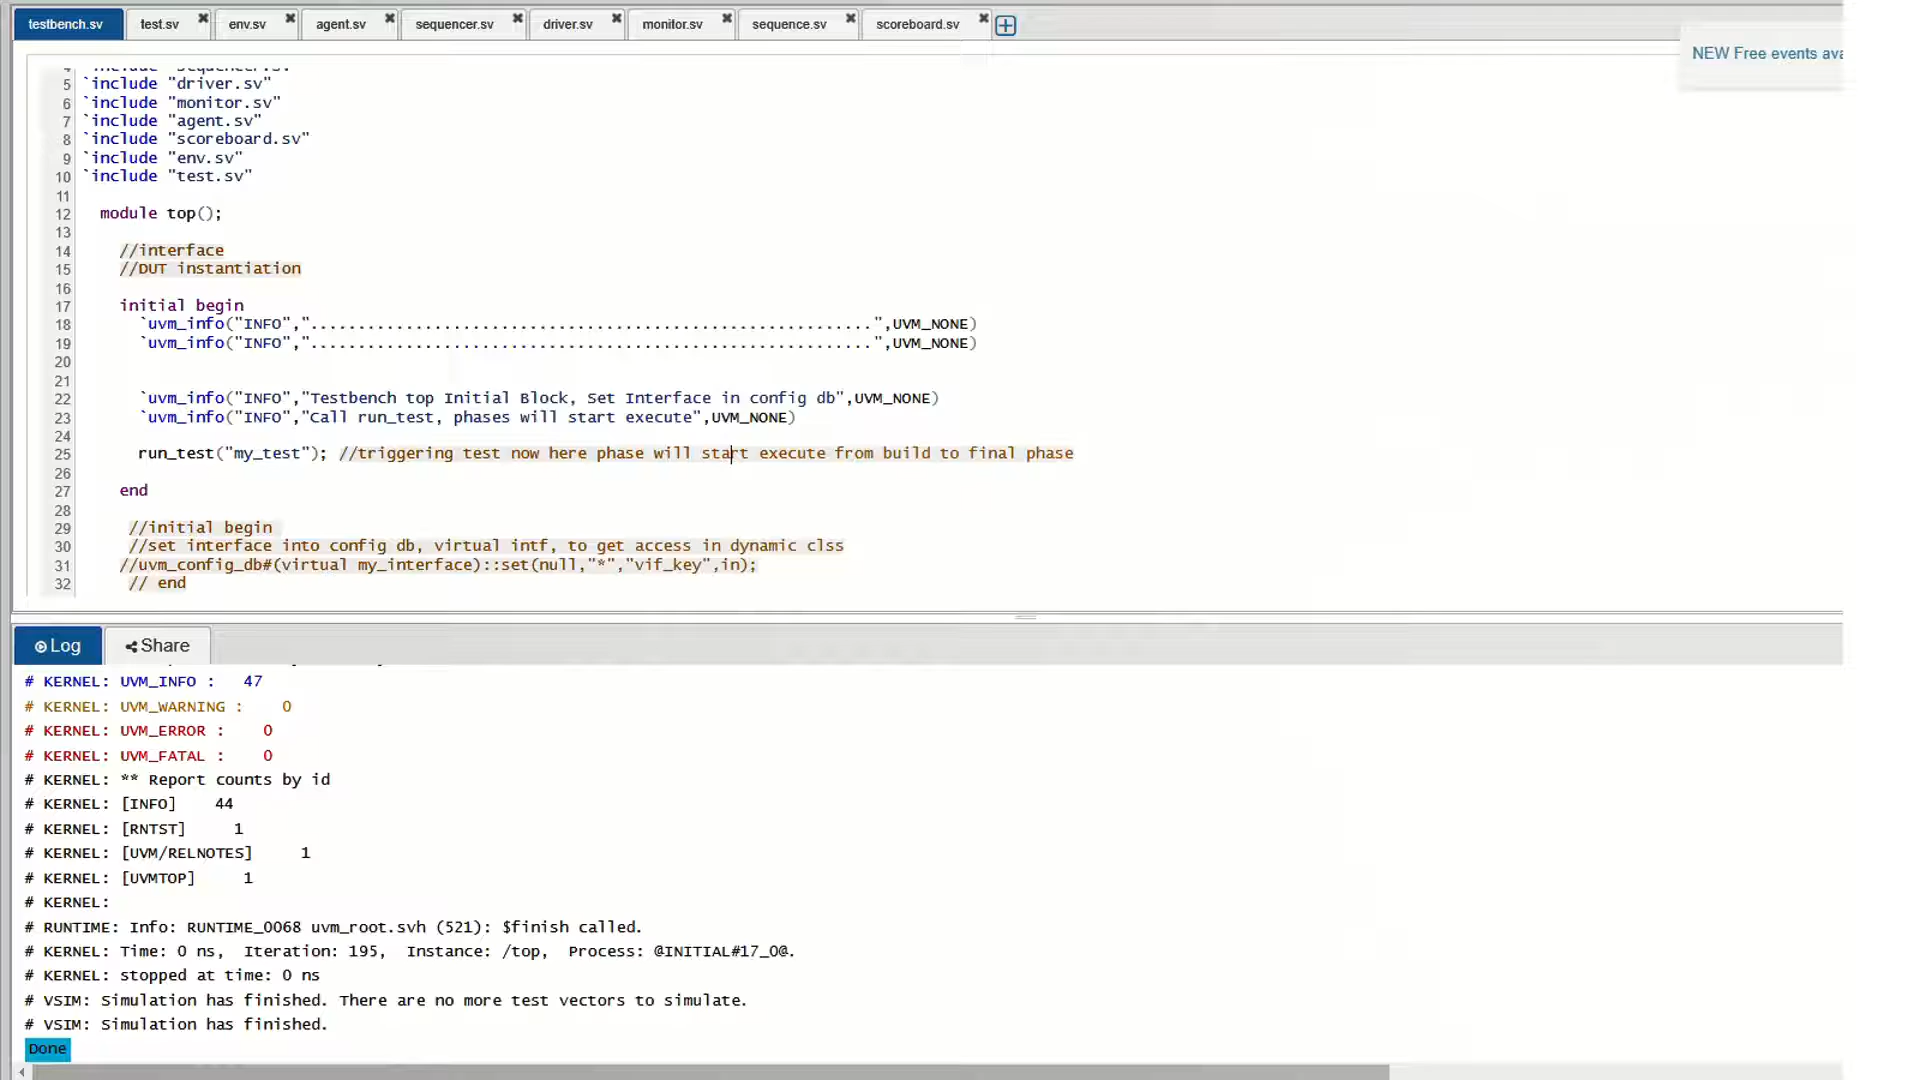 testbench.sv test.sv env.sv agent.sv sequencer.sv driver.sv monitor.sv sequence.sv scoreboard.sv
NEW Free events ava
5 `include "driver.sv"
6 `include "monitor.sv"
7 `include "agent.sv"
8 `include "scoreboard.sv"
9 `include "env.sv"
10 `include "test.sv"
11
12 module top();
13
14 //interface
15 //DUT instantiation
16
17 initial begin
18 `uvm_info("INFO","...........................................................",UVM_NONE)
19 `uvm_info("INFO","...........................................................",UVM_NONE)
20
21
22 `uvm_info("INFO","Testbench top Initial Block, Set Interface in config db",UVM_NONE)
23 `uvm_info("INFO","Call run_test, phases will start execute",UVM_NONE)
24
25 run_test("my_test"); //triggering test now here phase will start execute from build to final phase
26
27 end
28
29 //initial begin
30 //set interface into config db, virtual intf, to get access in dynamic clss
31 //uvm_config_db#(virtual my_interface)::set(null,"*","vif_key",in);
32 // end
Log Share
# KERNEL: UVM_INFO : 47
# KERNEL: UVM_WARNING : 0
# KERNEL: UVM_ERROR : 0
# KERNEL: UVM_FATAL : 0
# KERNEL: ** Report counts by id
# KERNEL: [INFO] 44
# KERNEL: [RNTST] 1
# KERNEL: [UVM/RELNOTES] 1
# KERNEL: [UVMTOP] 1
# KERNEL:
# RUNTIME: Info: RUNTIME_0068 uvm_root.svh (521): $finish called.
# KERNEL: Time: 0 ns, Iteration: 195, Instance: /top, Process: @INITIAL#17_0@.
# KERNEL: stopped at time: 0 ns
# VSIM: Simulation has finished. There are no more test vectors to simulate.
# VSIM: Simulation has finished.
Done